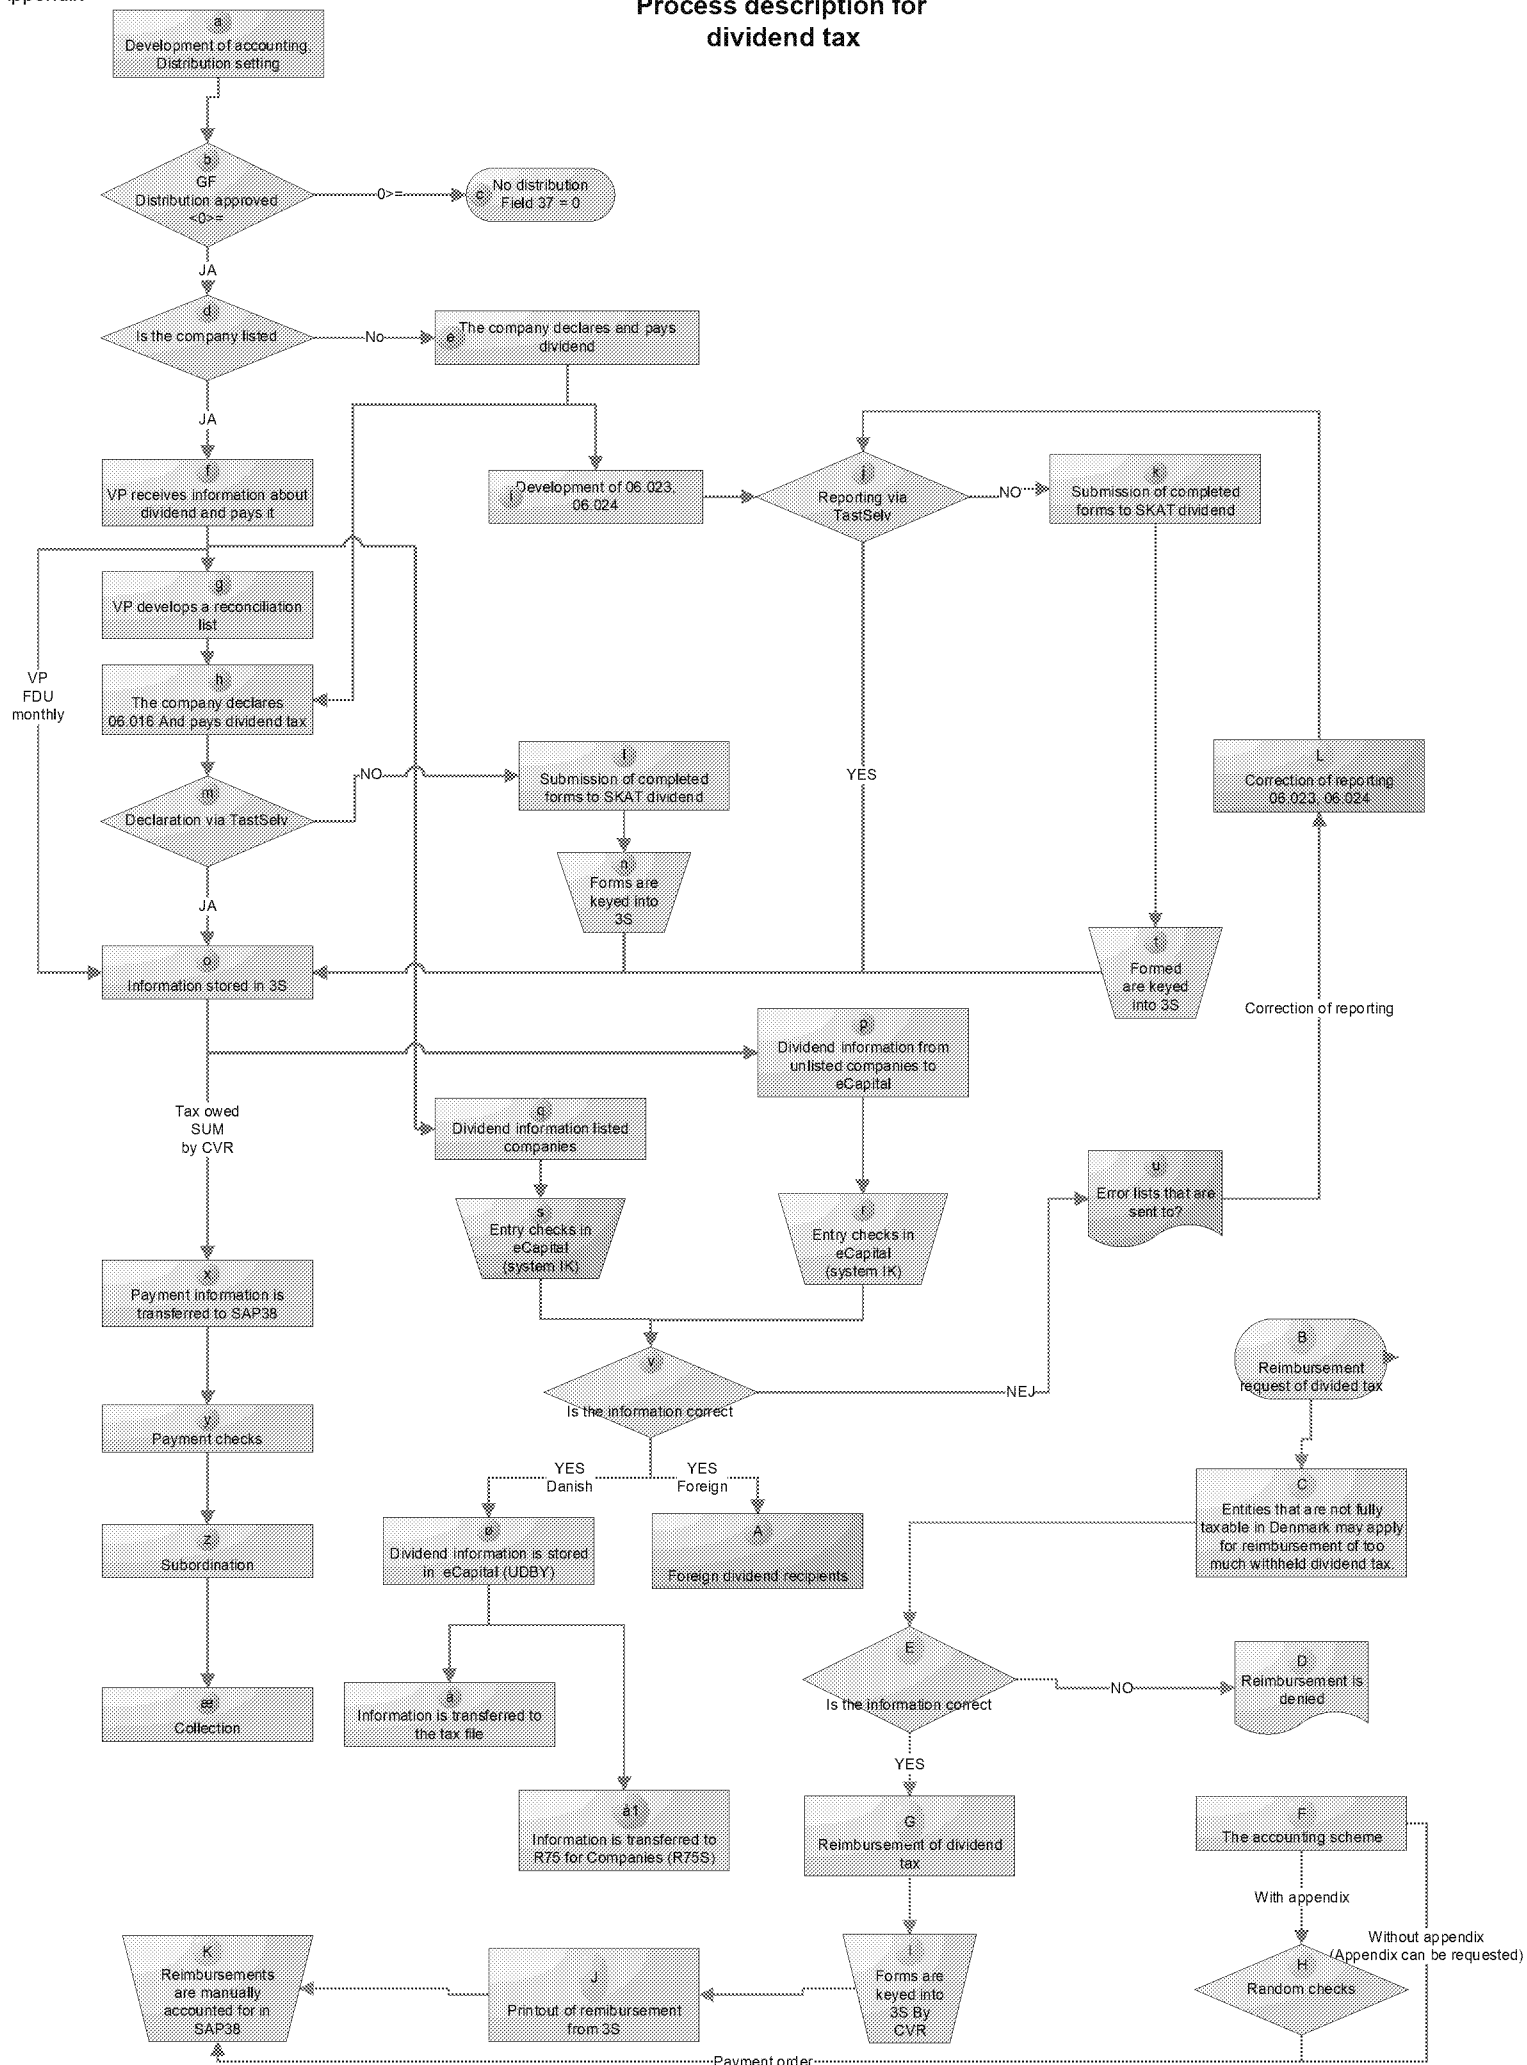 Appendix
Process description for
dividend tax
a
Development of accounting,
Distribution setting
b
GF
Distribution approved
<0>=
0>=
c
No distribution
Field 37 = 0
JA
d
Is the company listed
No
e
The company declares and pays
dividend
JA
f
VP receives information about
dividend and pays it
i
Development of 06.023,
06.024
j
Reporting via
TastSelv
NO
k
Submission of completed
forms to SKAT dividend
g
VP develops a reconciliation
list
VP
FDU
monthly
h
The company declares
06.016 And pays dividend tax
NO
l
Submission of completed
forms to SKAT dividend
YES
L
Correction of reporting
06.023, 06.024
m
Declaration via TastSelv
n
Forms are
keyed into
3S
JA
o
Information stored in 3S
t
Formed
are keyed
into 3S
Correction of reporting
p
Dividend information from
unlisted companies to
eCapital
Tax owed
SUM
by CVR
q
Dividend information listed
companies
u
Error lists that are
sent to?
s
Entry checks in
eCapital
(system IK)
r
Entry checks in
eCapital
(system IK)
x
Payment information is
transferred to SAP38
v
Is the information correct
NEJ
B
Reimbursement
request of divided tax
y
Payment checks
YES
Danish
YES
Foreign
C
Entities that are not fully
taxable in Denmark may apply
for reimbursement of too
much withheld dividend tax.
z
Subordination
ø
Dividend information is stored
in eCapital (UDBY)
A
Foreign dividend recipients
E
Is the information correct
NO
D
Reimbursement is
denied
æ
Collection
å
Information is transferred to
the tax file
YES
å1
Information is transferred to
R75 for Companies (R75S)
G
Reimbursement of dividend
tax
F
The accounting scheme
With appendix
Without appendix
(Appendix can be requested)
K
Reimbursements
are manually
accounted for in
SAP38
J
Printout of remibursement
from 3S
I
Forms are
keyed into
3S By
CVR
H
Random checks
Payment order